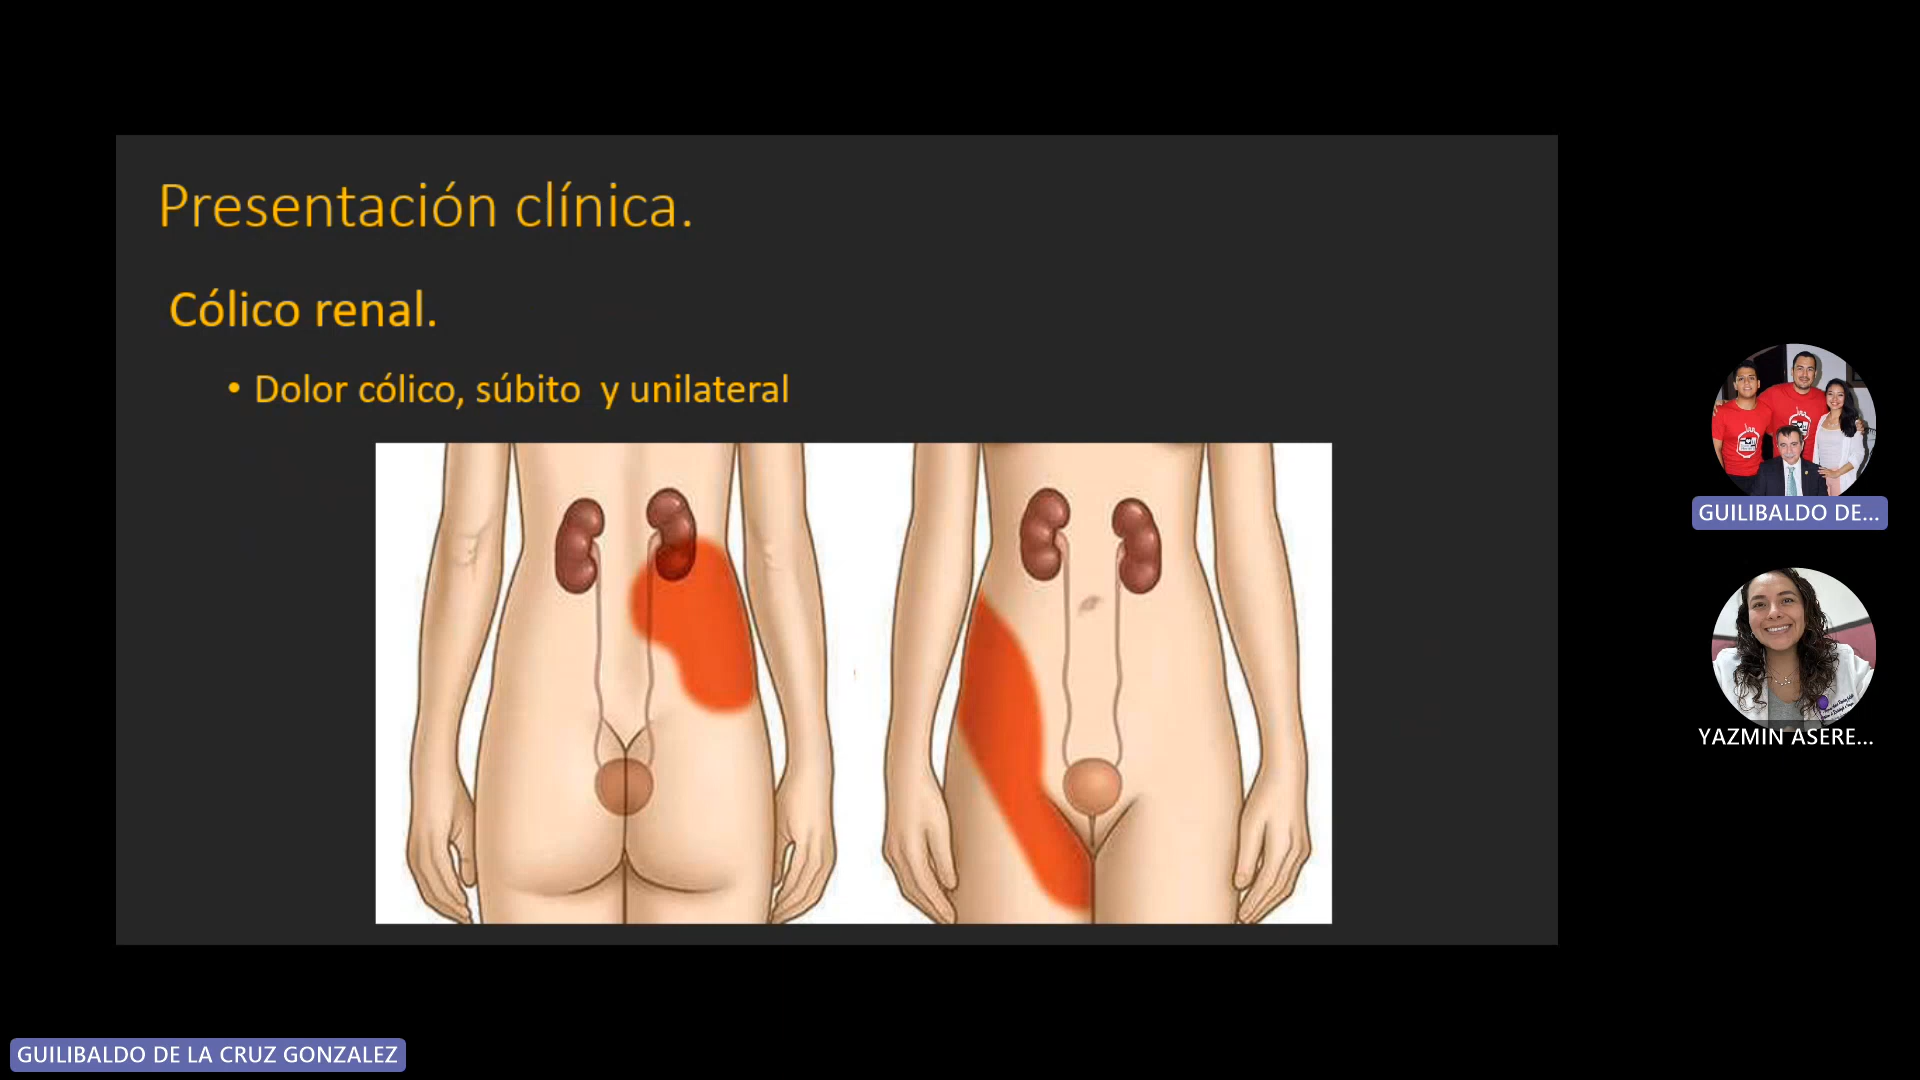 Presentación clínica.
Cólico renal.
• Dolor cólico, súbito y unilateral
GUILIBALDO DE...
YAZMIN ASERE...
GUILIBALDO DE LA CRUZ GONZALEZ